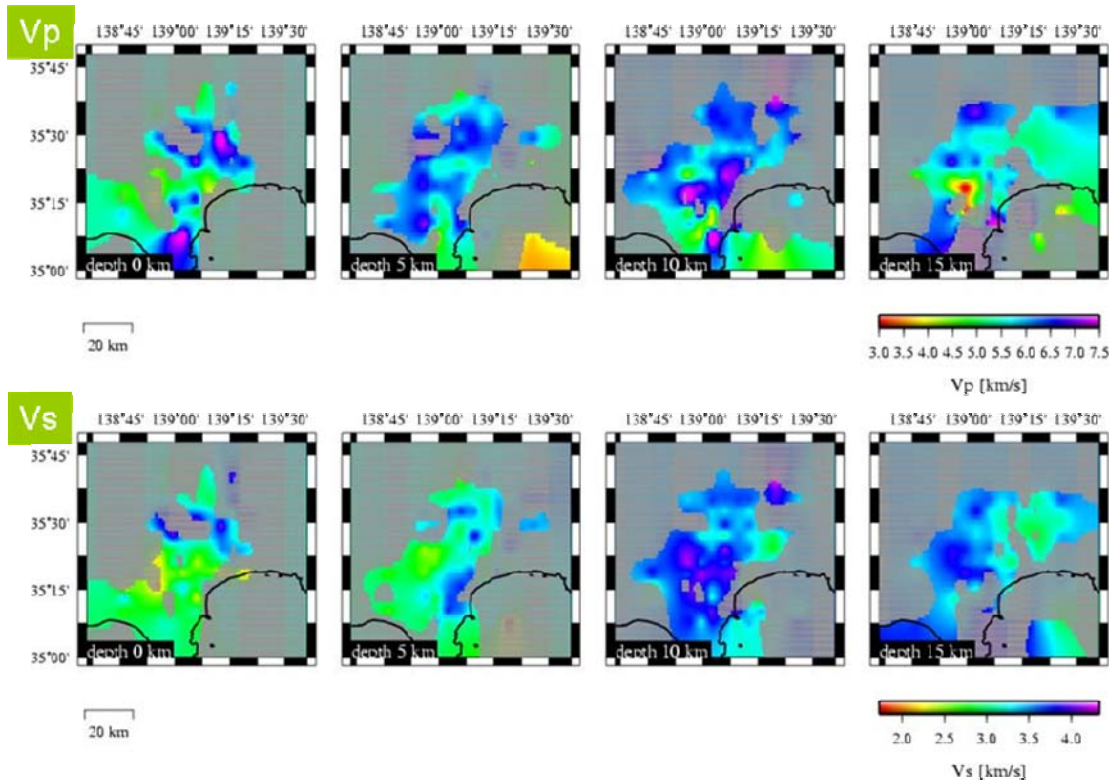 Vp
138°45' 139°00' 139°15' 139°30' 138°45' 139°00' 139°15' 139°30' 138°45' 139°00' 139°15' 139°30' 138°45' 139°00' 139°15' 139°30'
35°45'
35°30'
35°15'
35°00'
depth 0 km depth 5 km depth 10 km depth 15 km
20 km
3.0 3.5 4.0 4.5 5.0 5.5 6.0 6.5 7.0 7.5
Vp [km/s]
Vs
138°45' 139°00' 139°15' 139°30' 138°45' 139°00' 139°15' 139°30' 138°45' 139°00' 139°15' 139°30' 138°45' 139°00' 139°15' 139°30'
35°45'
35°30'
35°15'
35°00'
depth 0 km depth 5 km depth 10 km depth 15 km
20 km
2.0 2.5 3.0 3.5 4.0
Vs [km/s]